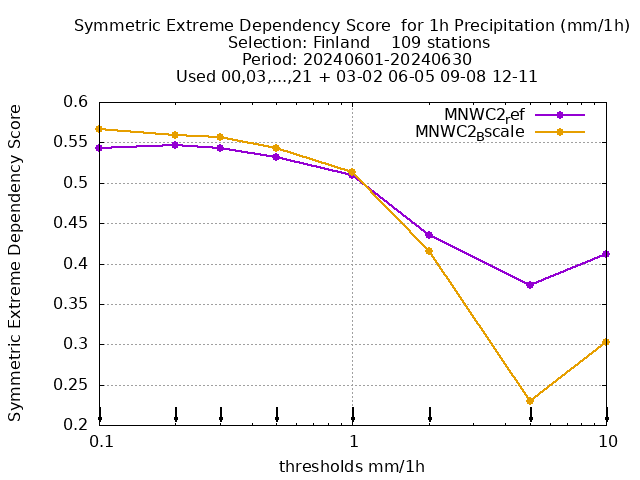 Symmetric Extreme Dependency Score  for 1h Precipitation (mm/1h)
Selection: Finland    109 stations
Period: 20240601-20240630
Used 00,03,...,21 + 03-02 06-05 09-08 12-11
MNWC2ref
MNWC2Bscale
Symmetric Extreme Dependency Score
0.6
0.55
0.5
0.45
0.4
0.35
0.3
0.25
0.2
0.1 1 10
thresholds mm/1h